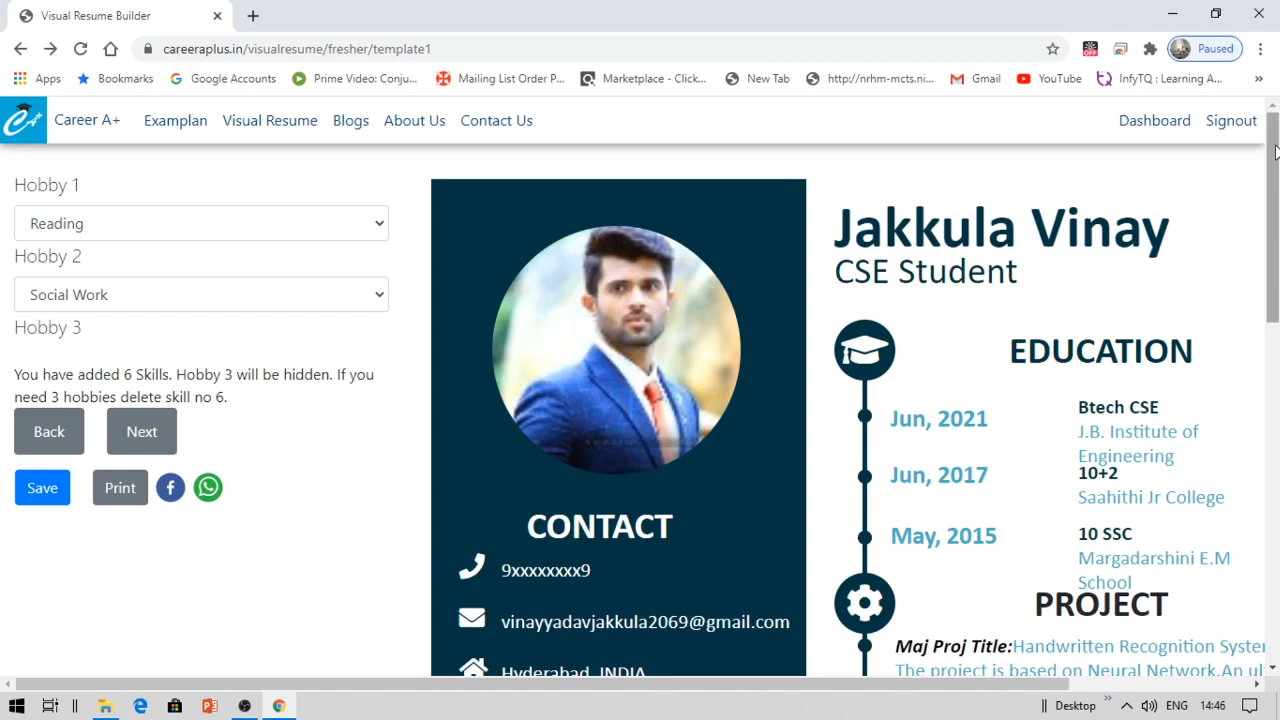 Visual Resume Builder
careeraplus.in/visualresume/fresher/template1
Paused
Apps Bookmarks Google Accounts Prime Video: Conju... Mailing List Order P... Marketplace - Click... New Tab http://nrhm-mcts.ni... Gmail YouTube InfyTQ : Learning A... »
Career A+ Examplan Visual Resume Blogs About Us Contact Us Dashboard Signout
Hobby 1
Reading
Hobby 2
Social Work
Hobby 3
You have added 6 Skills. Hobby 3 will be hidden. If you
need 3 hobbies delete skill no 6.
Back Next
Save Print
CONTACT
9xxxxxxxx9
vinayyadavjakkula2069@gmail.com
Hyderabad, INDIA
Jakkula Vinay
CSE Student
EDUCATION
Jun, 2021
Btech CSE
J.B. Institute of
Engineering
Jun, 2017
10+2
Saahithi Jr College
May, 2015
10 SSC
Margadarshini E.M
School
PROJECT
Maj Proj Title:Handwritten Recognition System
The project is based on Neural Network.An ul
Desktop » ENG 14:46